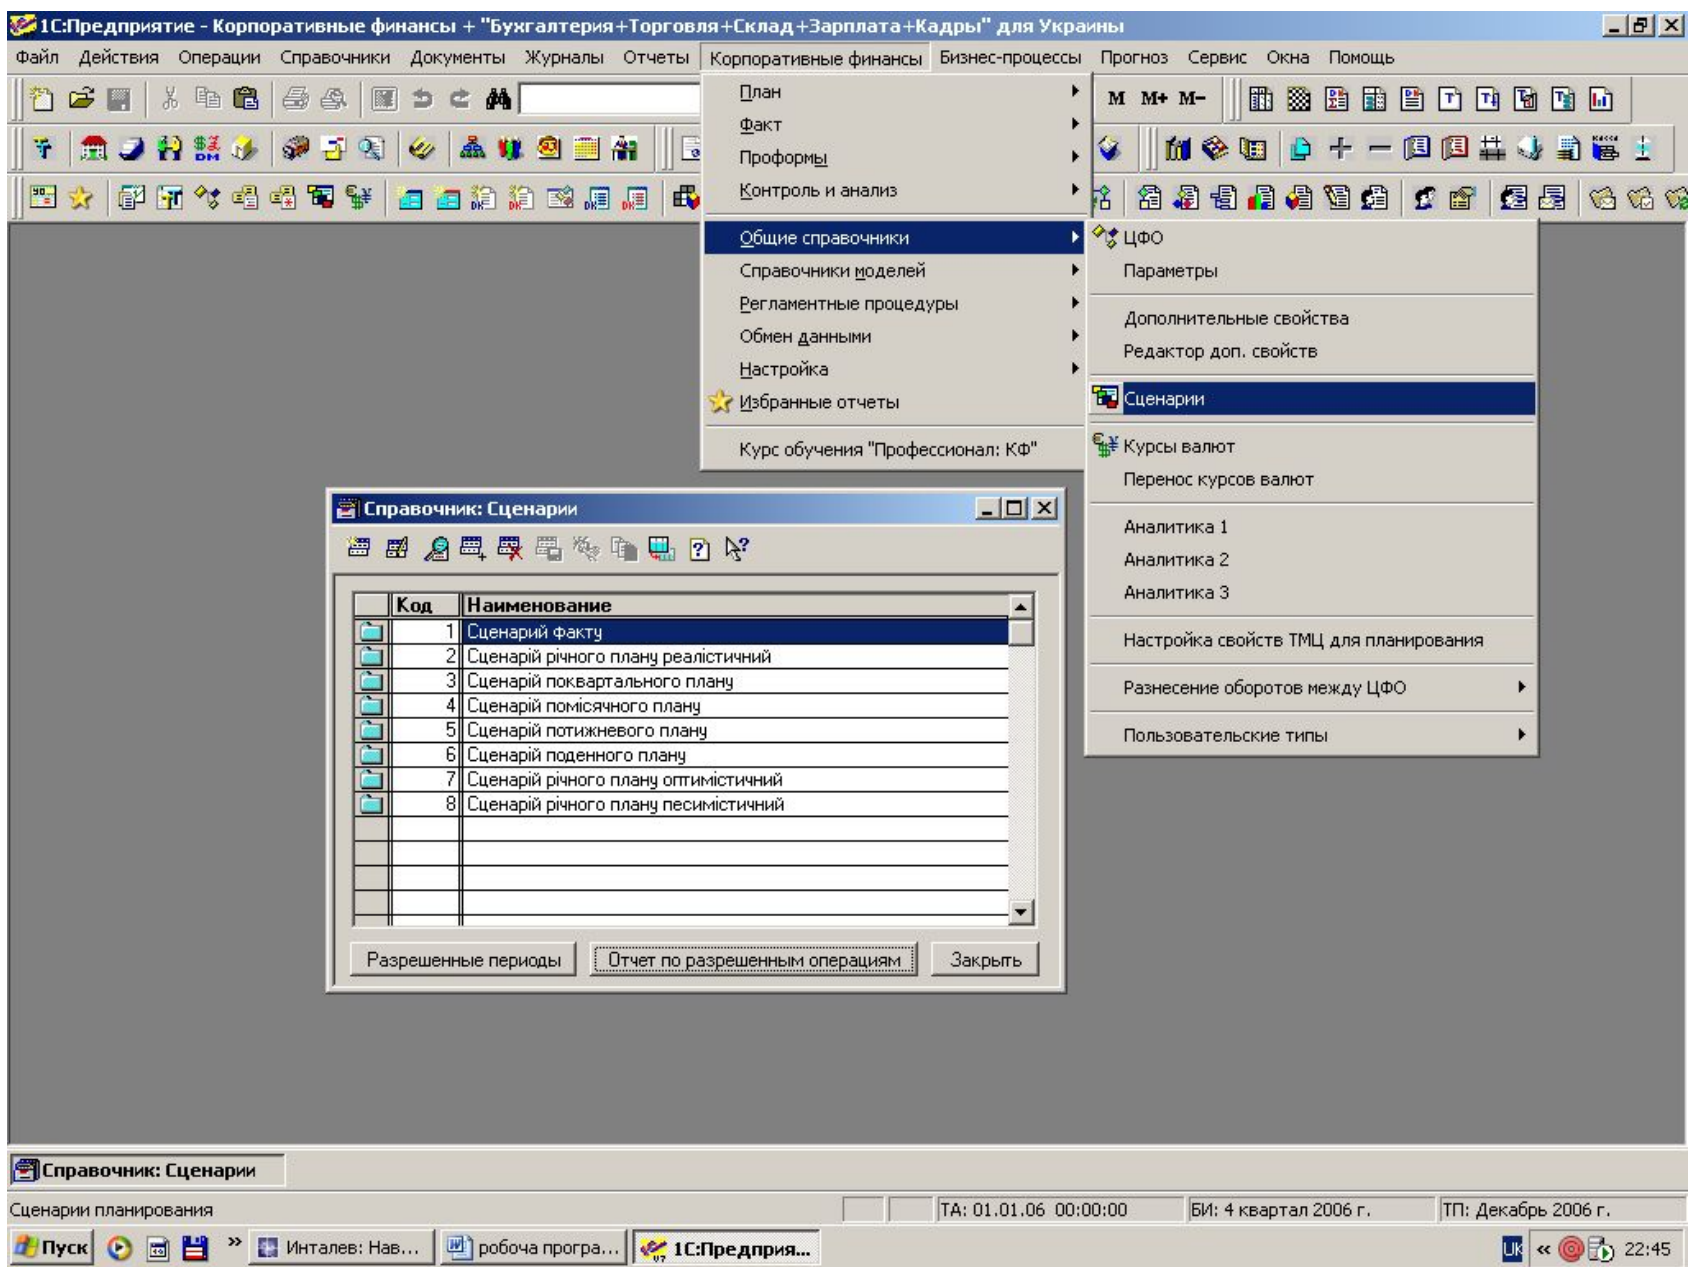 1С:Предприятие - Корпоративные финансы + "Бухгалтерия+Торговля+Склад+Зарплата+Кадры" для Украины
Файл Действия Операции Справочники Документы Журналы Отчеты Корпоративные финансы Бизнес-процессы Прогноз Сервис Окна Помощь
M M+ M-
План
Факт
Проформы
Контроль и анализ
Общие справочники
Справочники моделей
Регламентные процедуры
Обмен данными
Настройка
Избранные отчеты
Курс обучения "Профессионал: КФ"
ЦФО
Параметры
Дополнительные свойства
Редактор доп. свойств
Сценарии
Курсы валют
Перенос курсов валют
Аналитика 1
Аналитика 2
Аналитика 3
Настройка свойств ТМЦ для планирования
Разнесение оборотов между ЦФО
Пользовательские типы
Справочник: Сценарии
Код Наименование
1 Сценарий факту
2 Сценарій річного плану реалістичний
3 Сценарій поквартального плану
4 Сценарій помісячного плану
5 Сценарій потижневого плану
6 Сценарій поденного плану
7 Сценарій річного плану оптимістичний
8 Сценарій річного плану песимістичний
Разрешенные периоды Отчет по разрешенным операциям Закрыть
Справочник: Сценарии
Сценарии планирования ТА: 01.01.06 00:00:00 БИ: 4 квартал 2006 г. ТП: Декабрь 2006 г.
Пуск » Инталев: Нав... робоча програ... 1С:Предприя... UK « 22:45